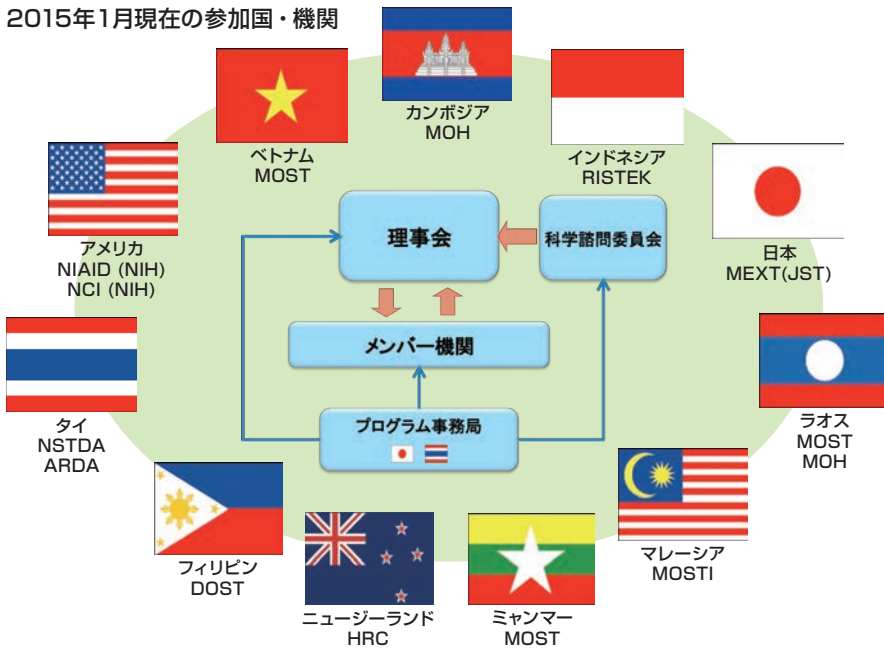 2015年1月現在の参加国・機関
カンボジア
MOH
ベトナム
MOST
インドネシア
RISTEK
アメリカ
NIAID (NIH)
NCI (NIH)
日本
MEXT(JST)
理事会
科学諮問委員会
メンバー機関
プログラム事務局
タイ
NSTDA
ARDA
ラオス
MOST
MOH
フィリピン
DOST
マレーシア
MOSTI
ニュージーランド
HRC
ミャンマー
MOST